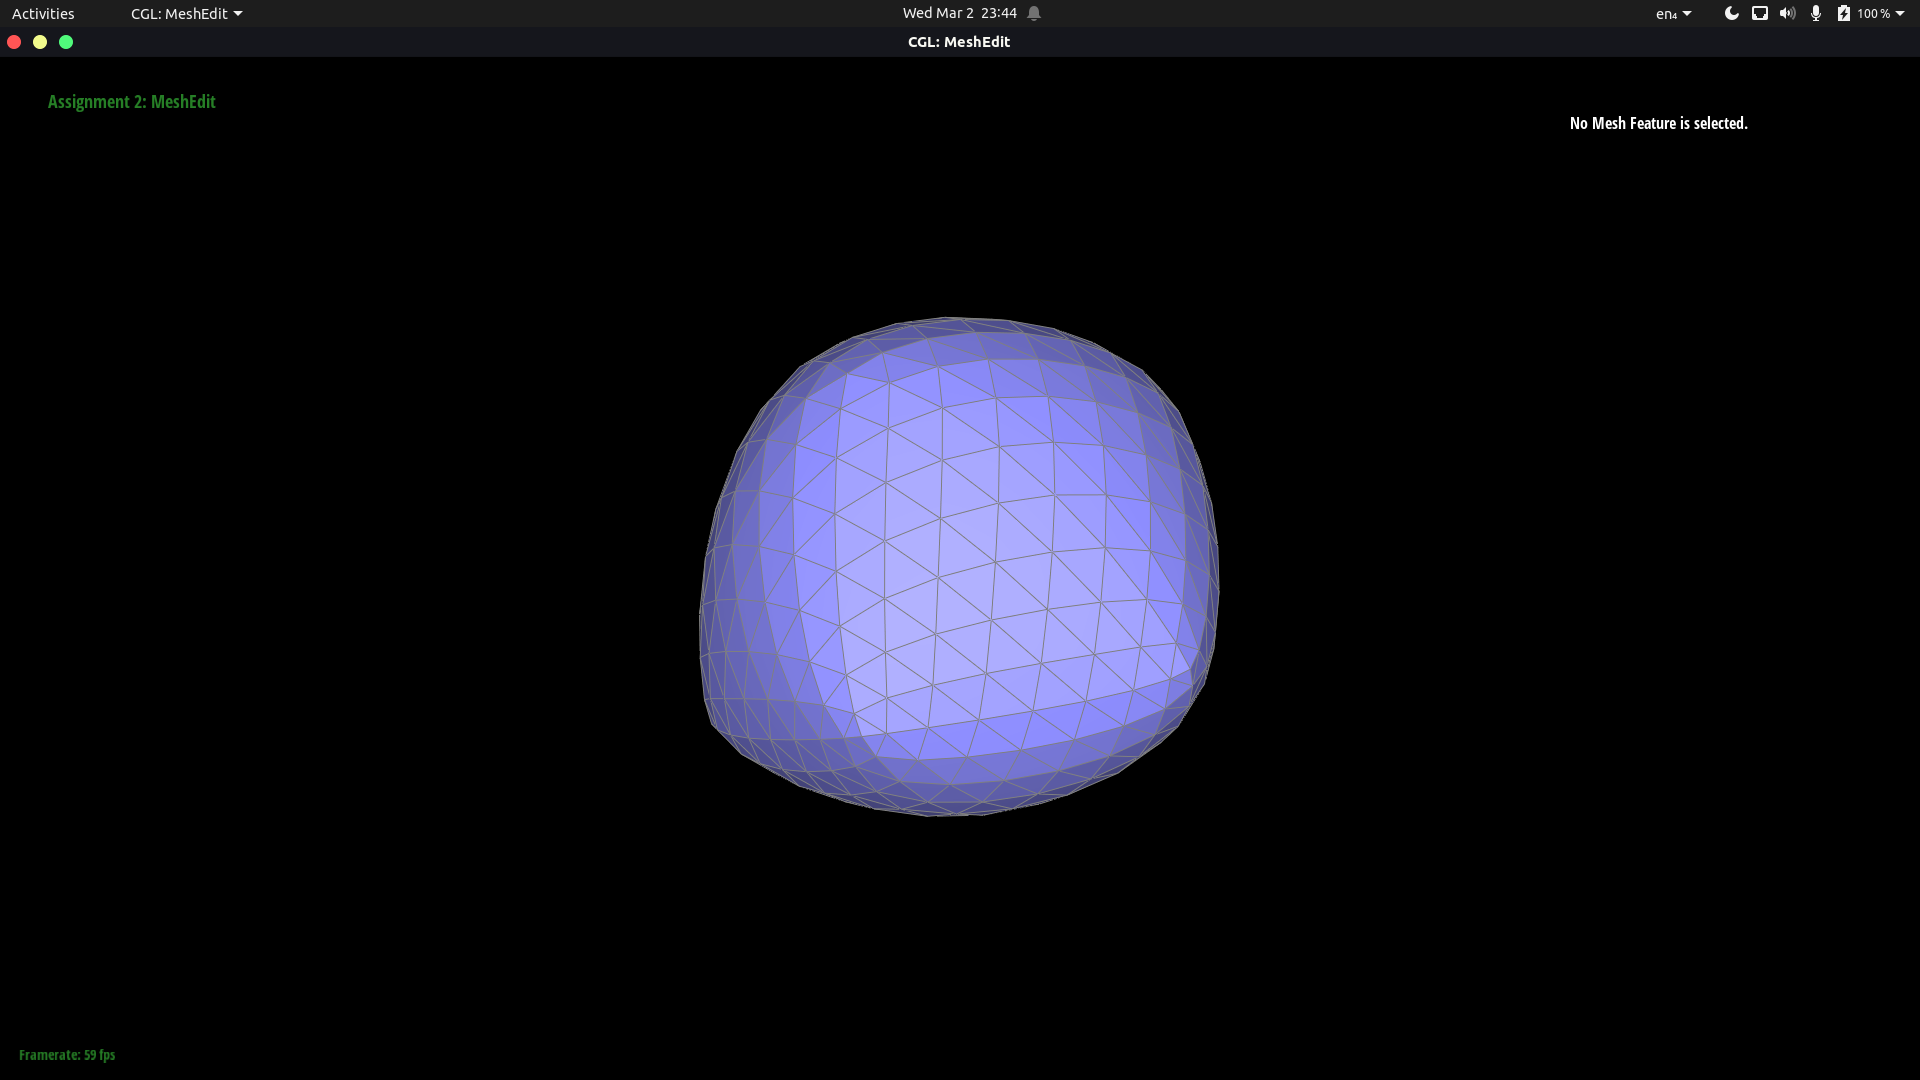 Activities
CGL: MeshEdit
Wed Mar 2 23:44
en₄
100 %
CGL: MeshEdit
Assignment 2: MeshEdit
No Mesh Feature is selected.
Framerate: 59 fps